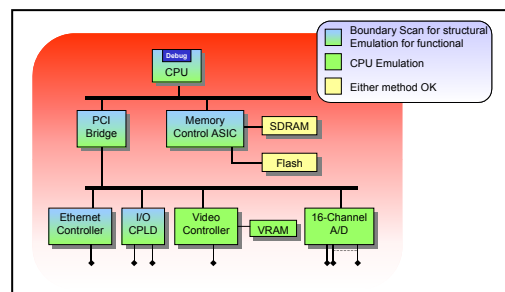 Boundary Scan for structural
Emulation for functional
CPU Emulation
Either method OK
Debug
CPU
PCI
Bridge
Memory
Control ASIC
SDRAM
Flash
Ethernet
Controller
I/O
CPLD
Video
Controller
VRAM
16-Channel
A/D